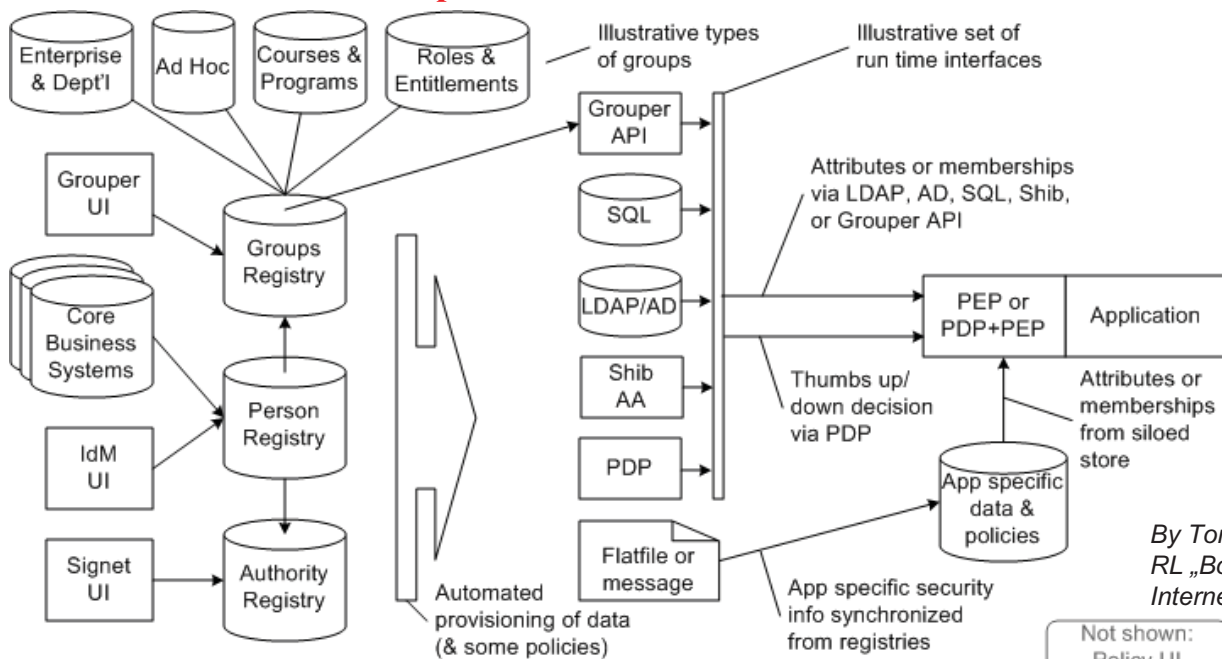 Enterprise
& Dept'l
Ad Hoc
Courses &
Programs
Roles &
Entitlements
Illustrative types
of groups
Illustrative set of
run time interfaces
Grouper
UI
Groups
Registry
Core
Business
Systems
Person
Registry
IdM
UI
Signet
UI
Authority
Registry
Automated
provisioning of data
(& some policies)
Grouper
API
SQL
LDAP/AD
Shib
AA
PDP
Flatfile or
message
Attributes or memberships
via LDAP, AD, SQL, Shib,
or Grouper API
PEP or
PDP+PEP
Application
Thumbs up/
down decision
via PDP
Attributes or
memberships
from siloed
store
App specific
data &
policies
App specific security
info synchronized
from registries
By
RL
Not shown:
Policy UI